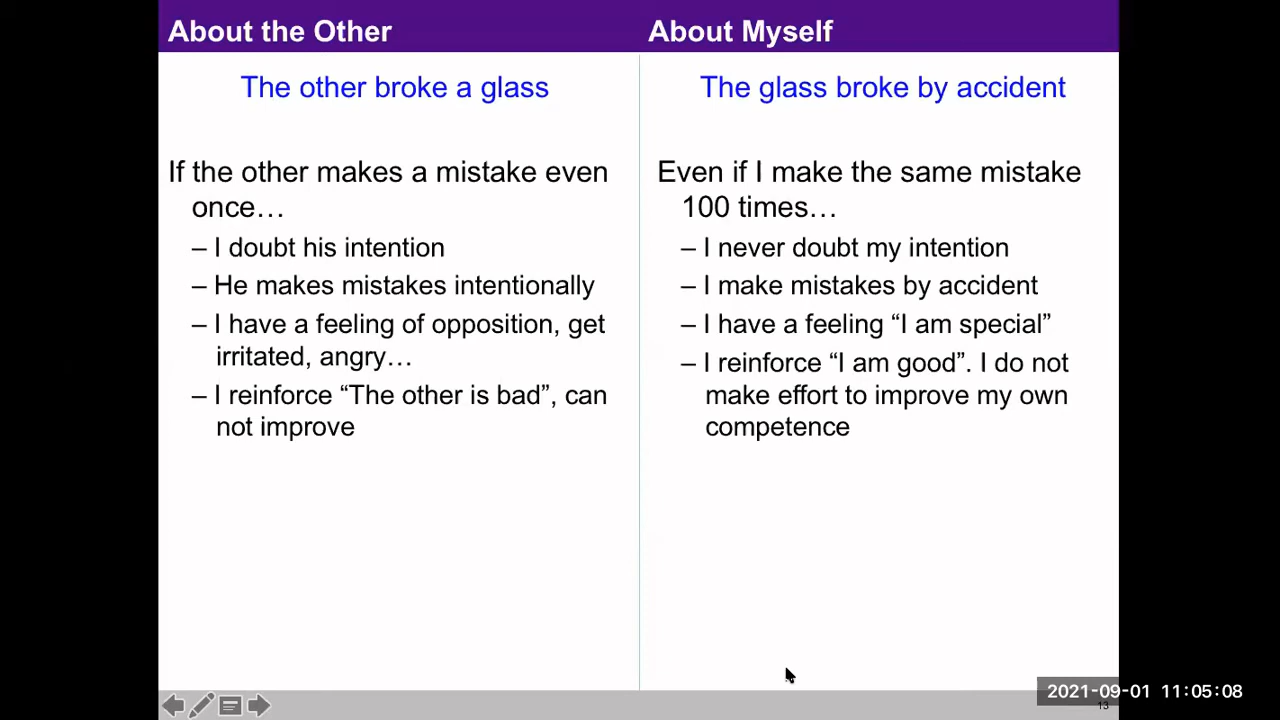 About the Other
The other broke a glass
If the other makes a mistake even
once…
– I doubt his intention
– He makes mistakes intentionally
– I have a feeling of opposition, get
irritated, angry…
– I reinforce “The other is bad”, can
not improve
About Myself
The glass broke by accident
Even if I make the same mistake
100 times…
– I never doubt my intention
– I make mistakes by accident
– I have a feeling “I am special”
– I reinforce “I am good”. I do not
make effort to improve my own
competence
2021-09-01 11:05:08
13